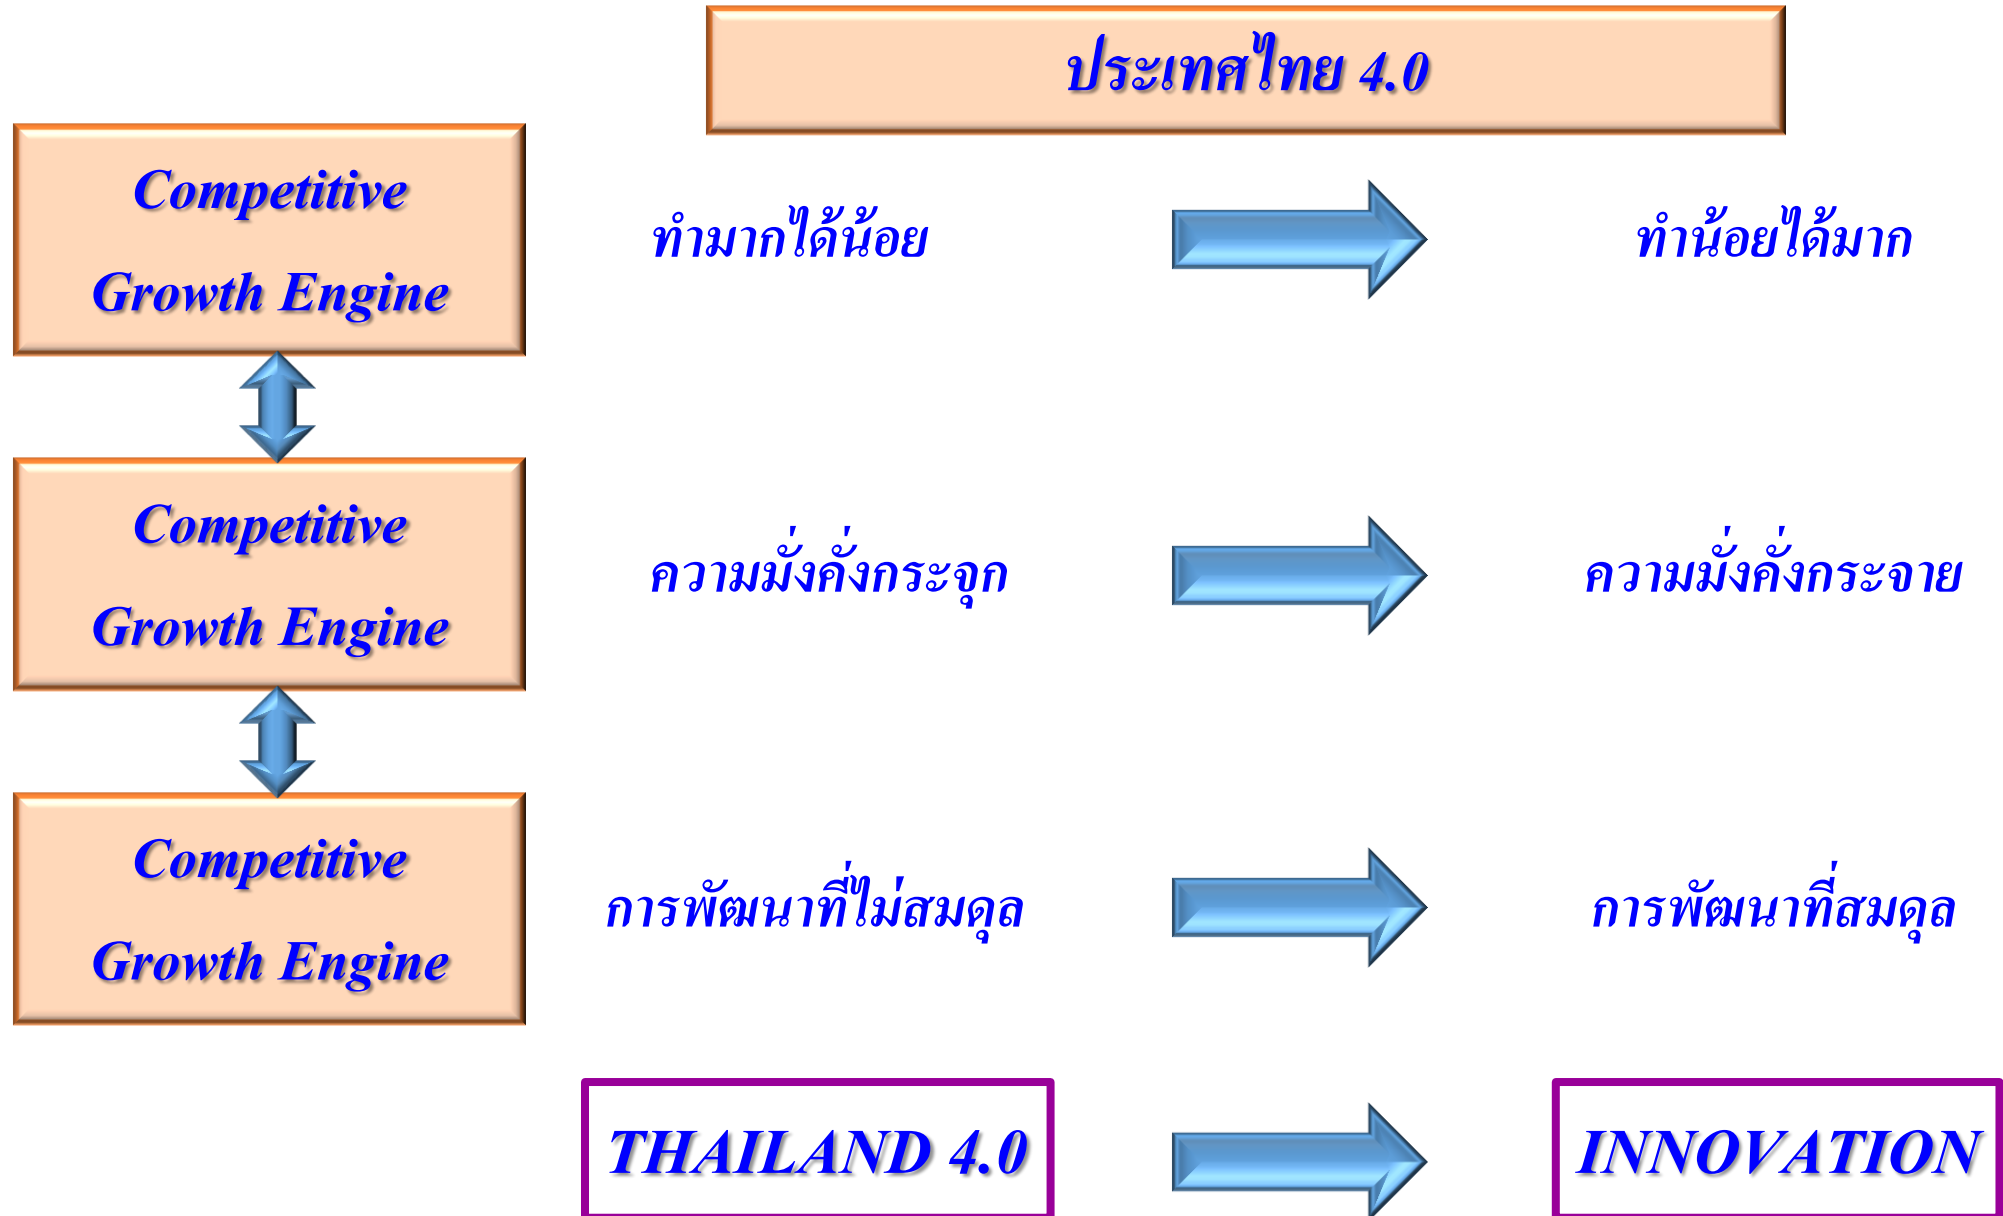 ประเทศไทย 4.0
Competitive
Growth Engine
ทำมากได้น้อย
ทำน้อยได้มาก
Competitive
Growth Engine
ความมั่งคั่งกระจุก
ความมั่งคั่งกระจาย
Competitive
Growth Engine
การพัฒนาที่ไม่สมดุล
การพัฒนาที่สมดุล
THAILAND 4.0
INNOVATION